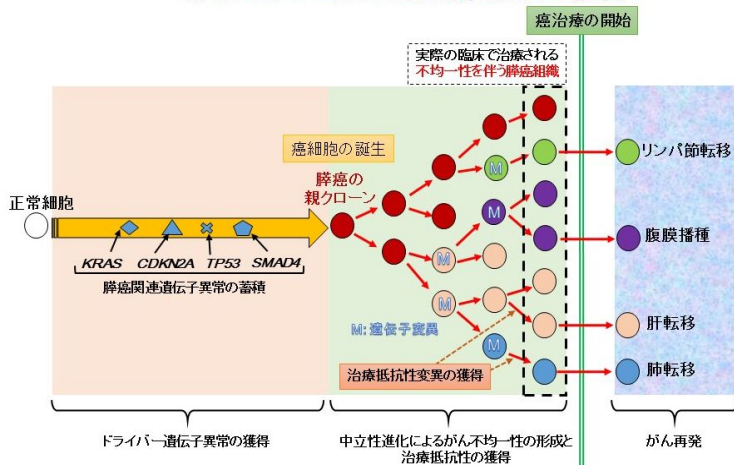 癌治療の開始
実際の臨床で治療される
不均一性を伴う膵癌組織
癌細胞の誕生
膵癌の
親クローン
正常細胞
KRAS CDKN2A TP53 SMAD4
膵癌関連遺伝子異常の蓄積
M
M
M
M
M
M:遺伝子変異
治療抵抗性変異の獲得
リンパ節転移
腹膜播種
肝転移
肺転移
ドライバー遺伝子異常の獲得
中立性進化によるがん不均一性の形成と
治療抵抗性の獲得
がん再発